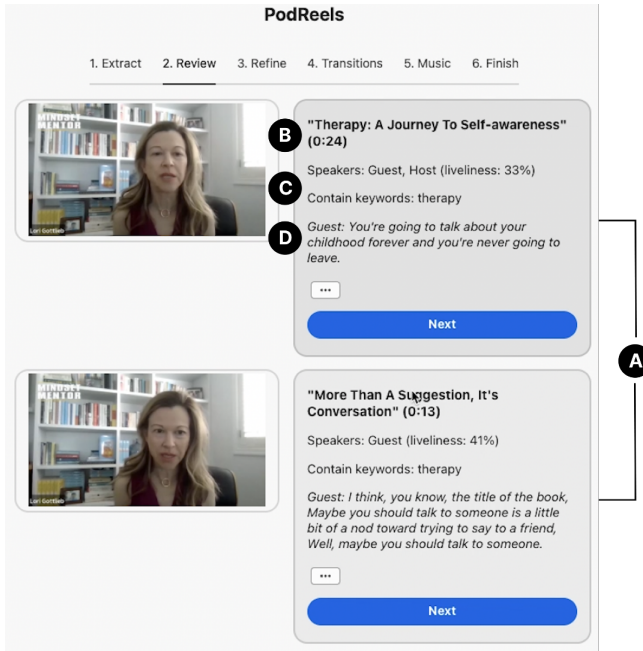 PodReels
1. Extract 2. Review 3. Refine 4. Transitions 5. Music 6. Finish
MINDSET
MENTOR
Lori Gottlieb
B
"Therapy: A Journey To Self-awareness"
(0:24)
Speakers: Guest, Host (liveliness: 33%)
C
Contain keywords: therapy
D
Guest: You're going to talk about your
childhood forever and you're never going to
leave.
...
Next
A
MINDSET
MENTOR
Lori Gottlieb
"More Than A Suggestion, It's
Conversation" (0:13)
Speakers: Guest (liveliness: 41%)
Contain keywords: therapy
Guest: I think, you know, the title of the book,
Maybe you should talk to someone is a little
bit of a nod toward trying to say to a friend,
Well, maybe you should talk to someone.
...
Next